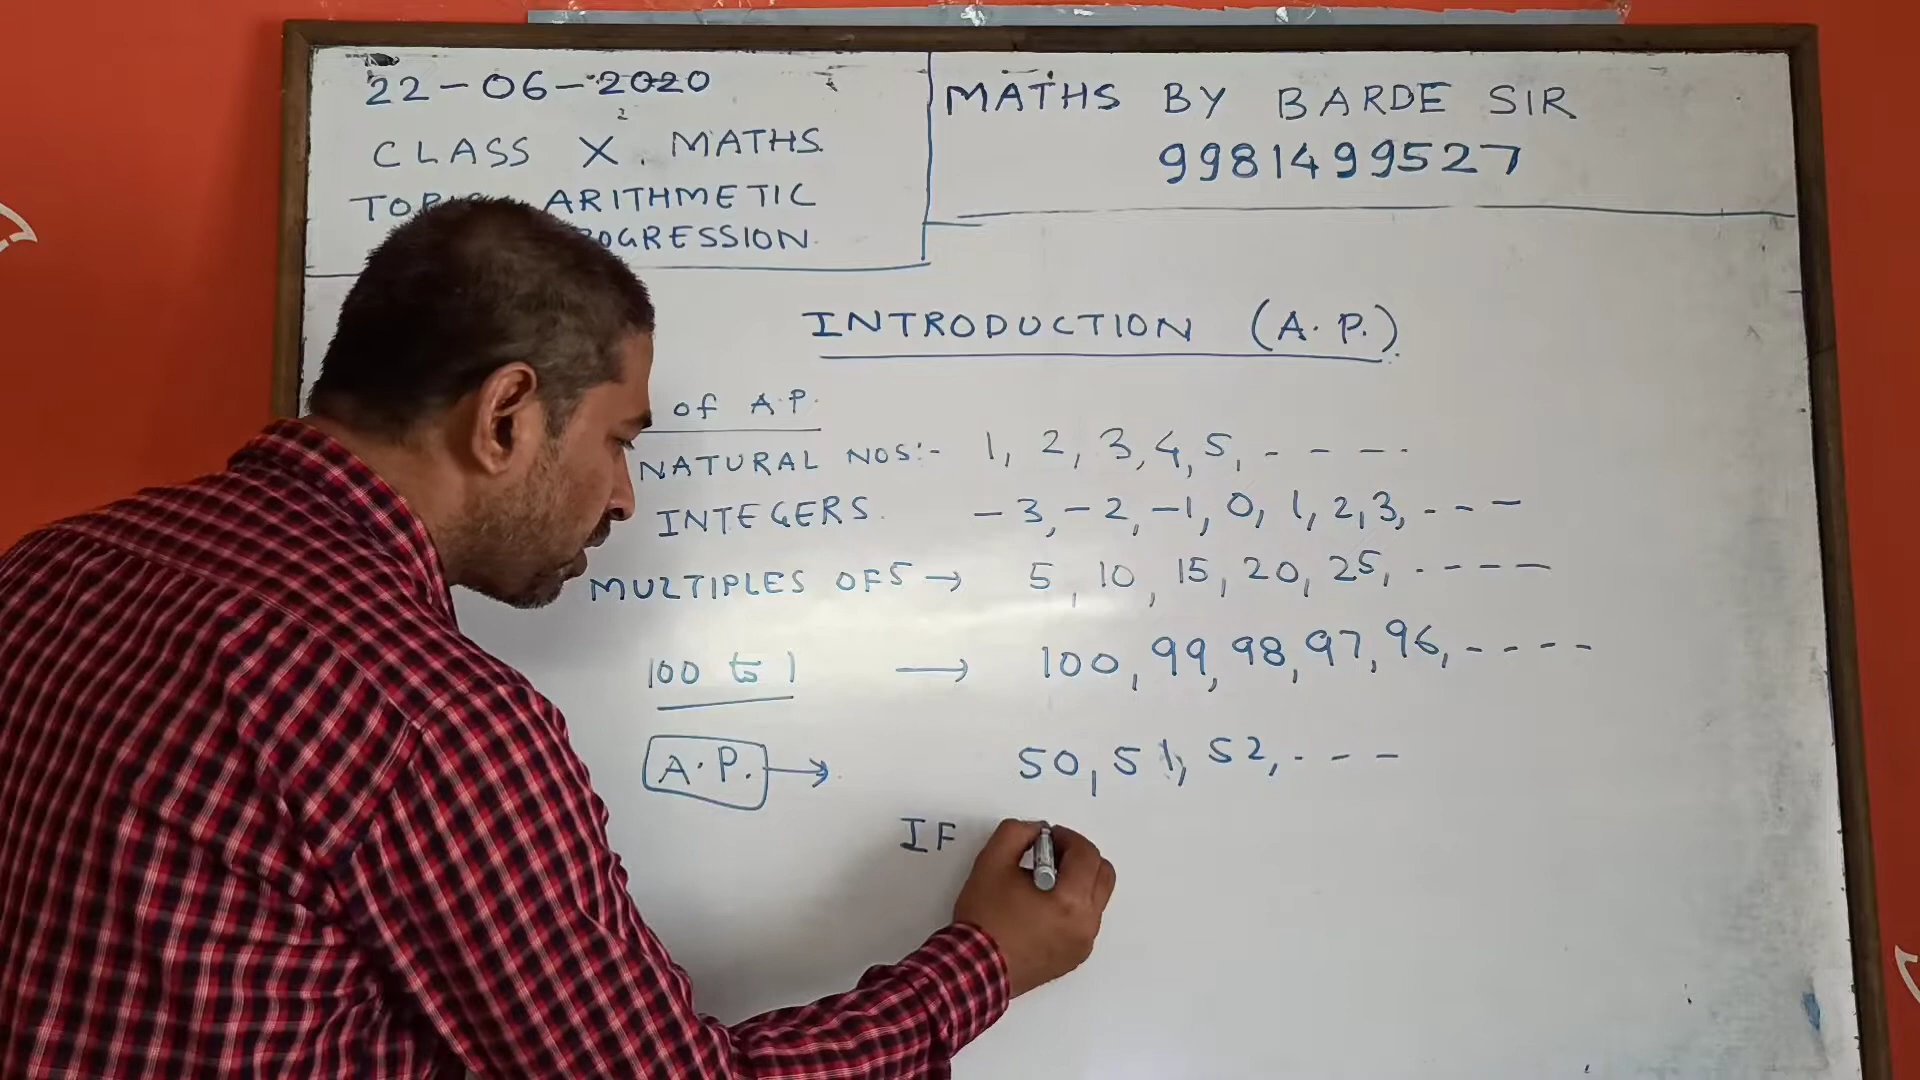 22-06-2020
CLASS X. MATHS.
ARITHMETIC
MATHS BY BARDE SIR
9981499527
INTRODUCTION (A.P.)
of A.P.
NATURAL NOS:- 1, 2, 3, 4, 5, - - - -
INTEGERS. -3, -2, -1, 0, 1, 2, 3, - - -
MULTIPLES OF 5 → 5, 10, 15, 20, 25, - - - -
100 to 1 → 100, 99, 98, 97, 96, - - - -
A.P. → 50, 51, 52, - - -
IF